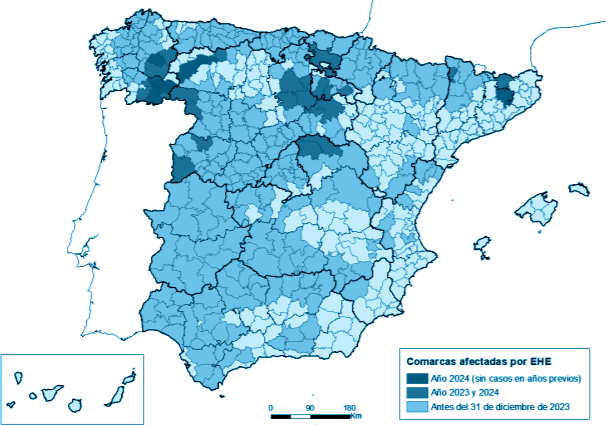 Comarcas afectadas por EHE
Año 2024 (sin casos en años previos)
Año 2023 y 2024
Antes del 31 de diciembre de 2023
0 90 180
Km